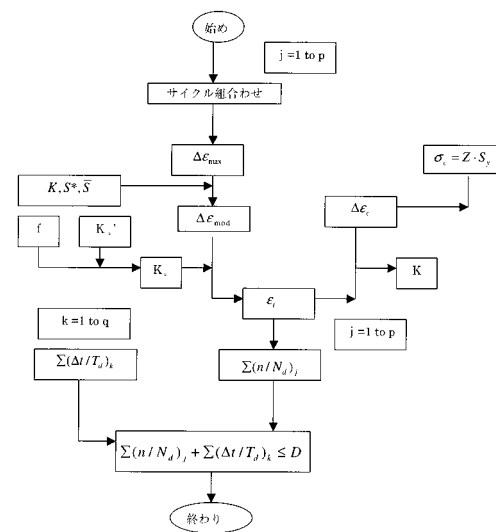 始め
j =1 to p
サイクル組合わせ
Δε_max
σ_c = Z · S_y
K, S*, S̅
Δε_mod
Δε_c
f
K_v'
K_v
K
ε_t
k =1 to q
j =1 to p
∑(Δt / T_d)_k
∑(n / N_d)_j
∑(n / N_d)_j + ∑(Δt / T_d)_k ≤ D
終わり